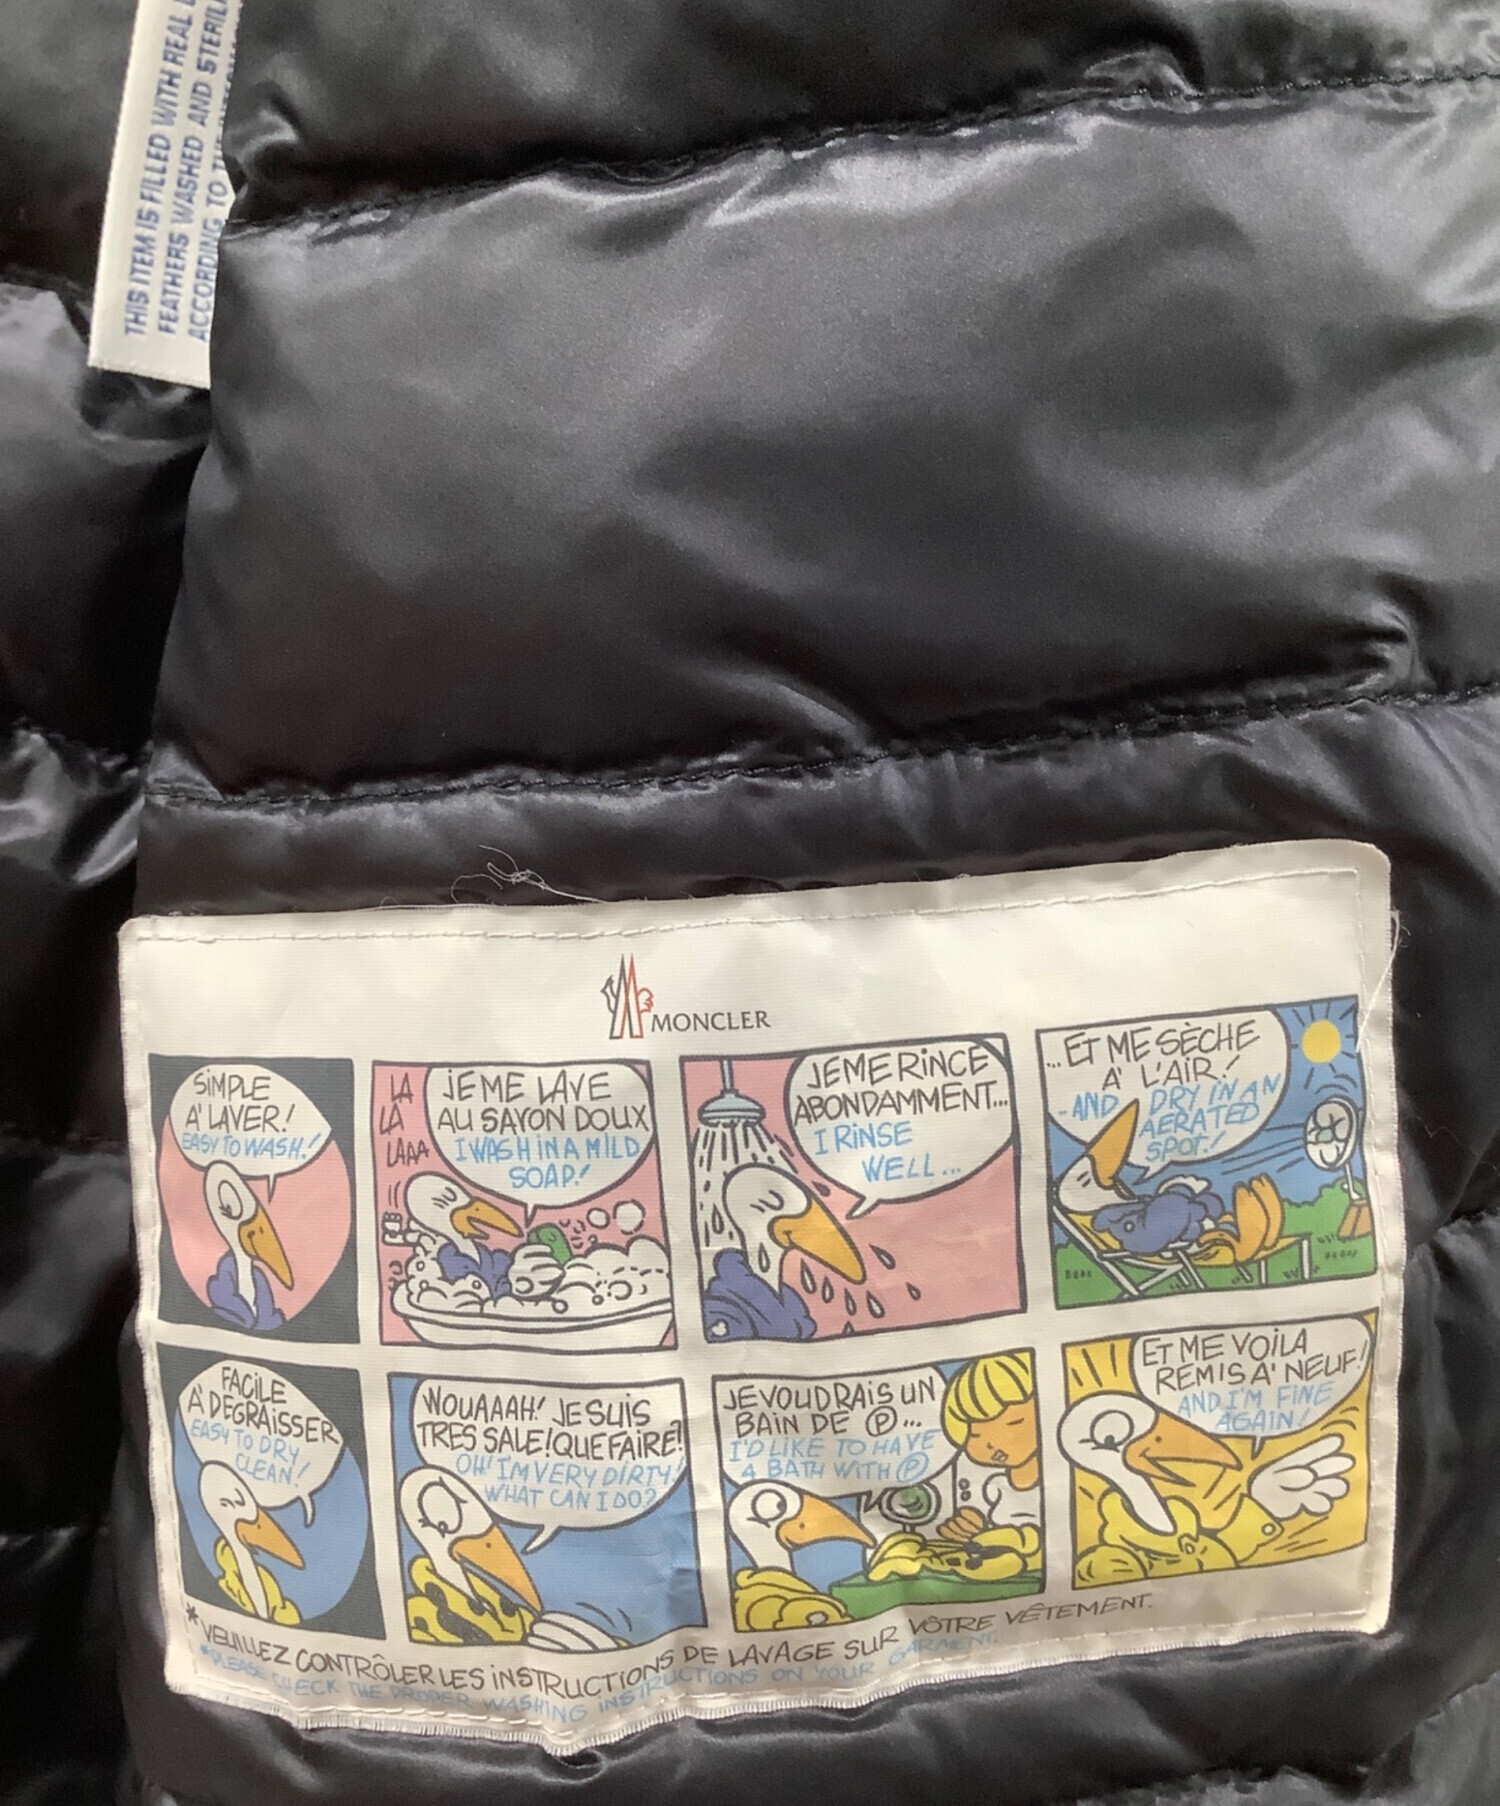 THIS ITEM IS FILLED WITH REAL
FEATHERS WASHED AND
ACCORDING TO
MONCLER
SIMPLE
A' LAVER!
EASY TO WASH!
LA
LA
LAAA
JE ME LAVE
AU SAVON DOUX
I WASH IN A MILD
SOAP!
JE ME RINCE
ABONDAMMENT...
I RINSE
WELL...
...ET ME SÈCHE
A' L'AIR!
-AND DRY IN AN
AERATED
SPOT!
FACILE
A' DEGRAISSER
EASY TO DRY
CLEAN!
WOUAAAH! JE SUIS
TRES SALE! QUE FAIRE?
OH! I'M VERY DIRTY!
WHAT CAN I DO?
JE VOUDRAIS UN
BAIN DE Ⓟ...
I'D LIKE TO HAVE
A BATH WITH Ⓟ
ET ME VOILA
REMIS A' NEUF!
AND I'M FINE
AGAIN!
*VEUILLEZ CONTRÔLER LES INSTRUCTIONS DE LAVAGE SUR VÔTRE VÊTEMENT.
*PLEASE CHECK THE PROPER WASHING INSTRUCTIONS ON YOUR GARMENT.